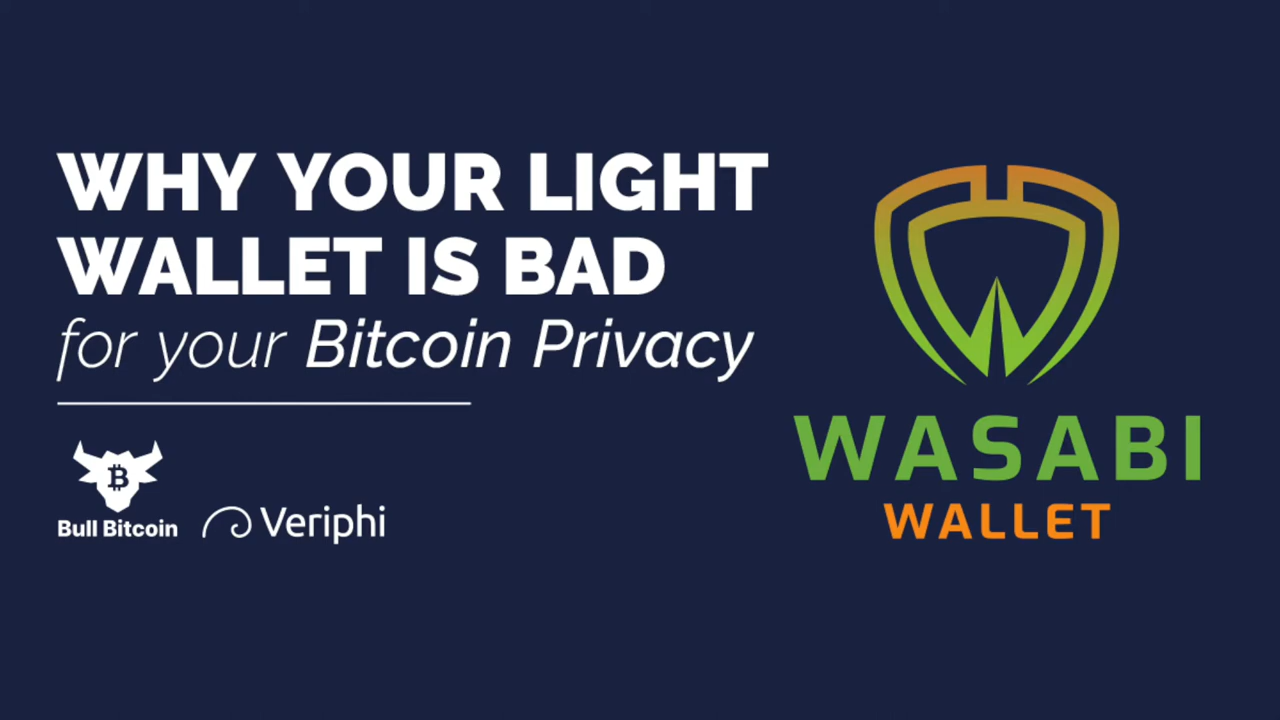 WHY YOUR LIGHT
WALLET IS BAD
for your Bitcoin Privacy
Bull Bitcoin
Veriphi
WASABI
WALLET